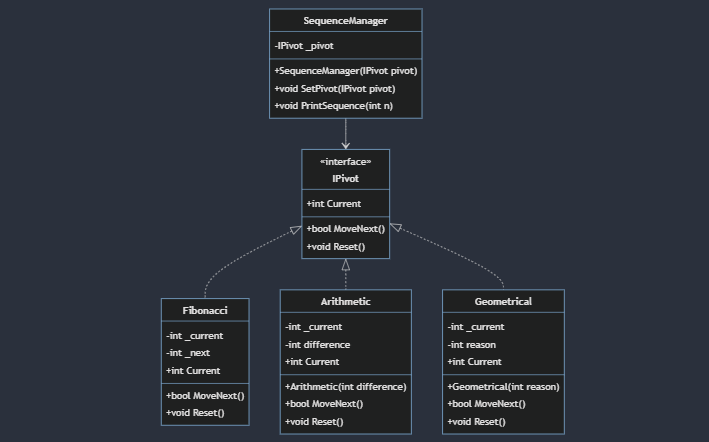 SequenceManager
-IPivot _pivot
+SequenceManager(IPivot pivot)
+void SetPivot(IPivot pivot)
+void PrintSequence(int n)
«interface»
IPivot
+int Current
+bool MoveNext()
+void Reset()
Fibonacci
-int _current
-int _next
+int Current
+bool MoveNext()
+void Reset()
Arithmetic
-int _current
-int difference
+int Current
+Arithmetic(int difference)
+bool MoveNext()
+void Reset()
Geometrical
-int _current
-int reason
+int Current
+Geometrical(int reason)
+bool MoveNext()
+void Reset()